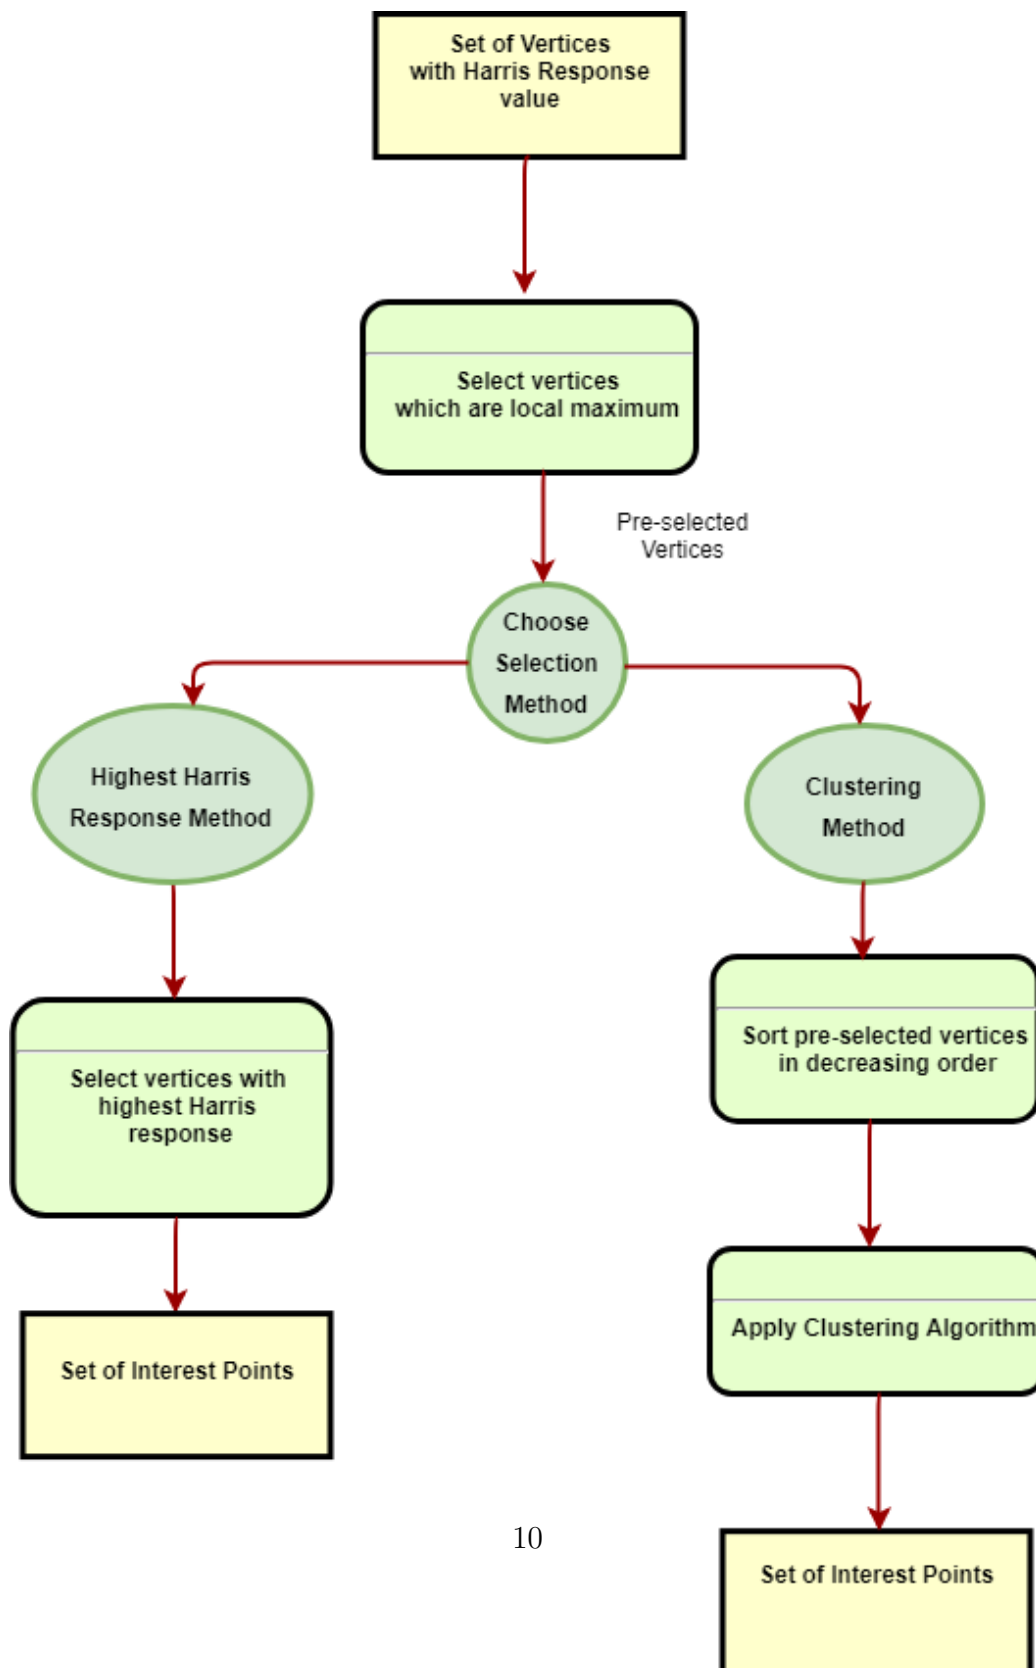 Set of Vertices
with Harris Response
value
Select vertices
which are local maximum
Pre-selected
Vertices
Choose
Selection
Method
Highest Harris
Response Method
Clustering
Method
Select vertices with
highest Harris
response
Sort pre-selected vertices
in decreasing order
Set of Interest Points
Apply Clustering Algorithm
10
Set of Interest Points